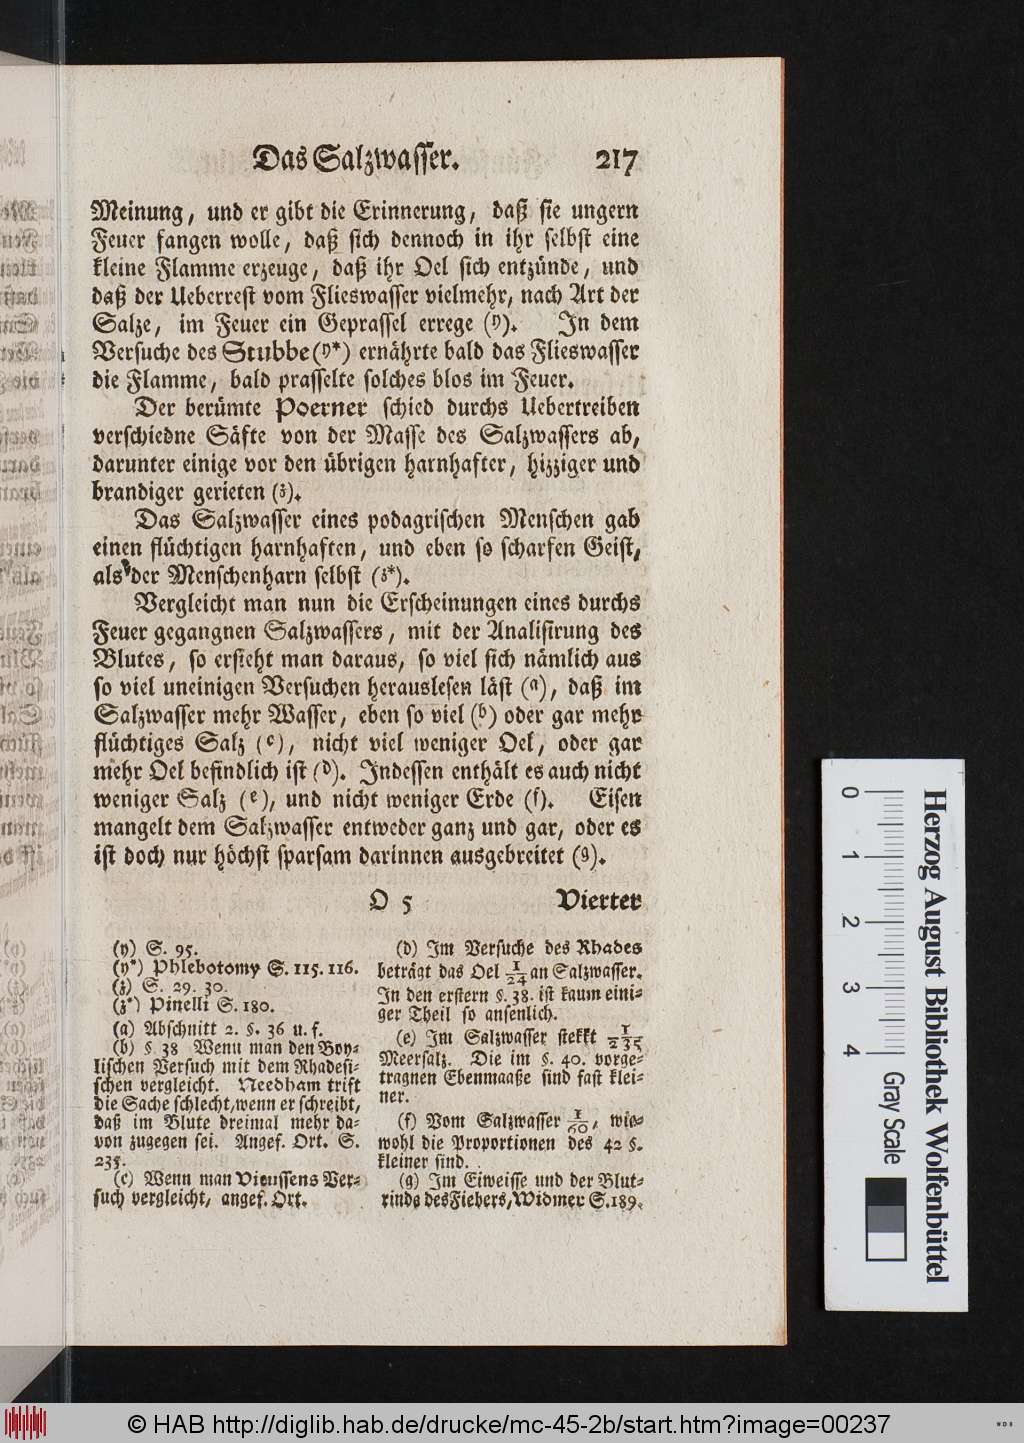 Das Salzwasser. 217
Meinung, und er gibt die Erinnerung, daß sie ungern
Feuer fangen wolle, daß sich dennoch in ihr selbst eine
kleine Flamme erzeuge, daß ihr Oel sich entzünde, und
daß der Ueberrest vom Flieswasser vielmehr, nach Art der
Salze, im Feuer ein Geprassel errege (y). In dem
Versuche des Stubbe (y*) ernährte bald das Flieswasser
die Flamme, bald prasselte solches blos im Feuer.
Der berümte Poerner schied durchs Uebertreiben
verschiedne Säfte von der Masse des Salzwassers ab,
darunter einige vor den übrigen harnhafter, hizziger und
brandiger gerieten (z).
Das Salzwasser eines podagrischen Menschen gab
einen flüchtigen harnhaften, und eben so scharfen Geist,
als der Menschenharn selbst (z*).
Vergleicht man nun die Erscheinungen eines durchs
Feuer gegangnen Salzwassers, mit der Analisirung des
Blutes, so ersieht man daraus, so viel sich nämlich aus
so viel uneinigen Versuchen herauslesen läst (a), daß im
Salzwasser mehr Wasser, eben so viel (b) oder gar mehr
flüchtiges Salz (c), nicht viel weniger Oel, oder gar
mehr Oel befindlich ist (d). Indessen enthält es auch nicht
weniger Salz (e), und nicht weniger Erde (f). Eisen
mangelt dem Salzwasser entweder ganz und gar, oder es
ist doch nur höchst sparsam darinnen ausgebreitet (g).
O 5 Vierter
(y) S. 95.
(y*) Phlebotomy S. 115. 116.
(z) S. 29. 30.
(z*) Pinelli S. 180.
(a) Abschnitt 2. §. 36 u. f.
(b) §. 38 Wenn man den Boy-
lischen Versuch mit dem Rhadesi-
schen vergleicht. Needham trift
die Sache schlecht, wenn er schreibt,
daß im Blute dreimal mehr da-
von zugegen sei. Angef. Ort. S.
235.
(c) Wenn man Vieussens Ver-
such vergleicht, angef. Ort.
(d) Im Versuche des Rhades
beträgt das Oel 1/24 an Salzwasser.
In den erstern §. 38. ist kaum eini-
ger Theil so ansenlich.
(e) Im Salzwasser stekkt 1/235
Meersalz. Die im §. 40. vorge-
tragnen Ebenmaaße sind fast klei-
ner.
(f) Vom Salzwasser 1/60, wie-
wohl die Proportionen des 42 §.
kleiner sind.
(g) Im Eiweisse und der Blut-
rinde des Fiebers, Widmer S. 189.
Herzog August Bibliothek Wolfenbüttel
0 1 2 3 4
Gray Scale
© HAB http://diglib.hab.de/drucke/mc-45-2b/start.htm?image=00237
WDB